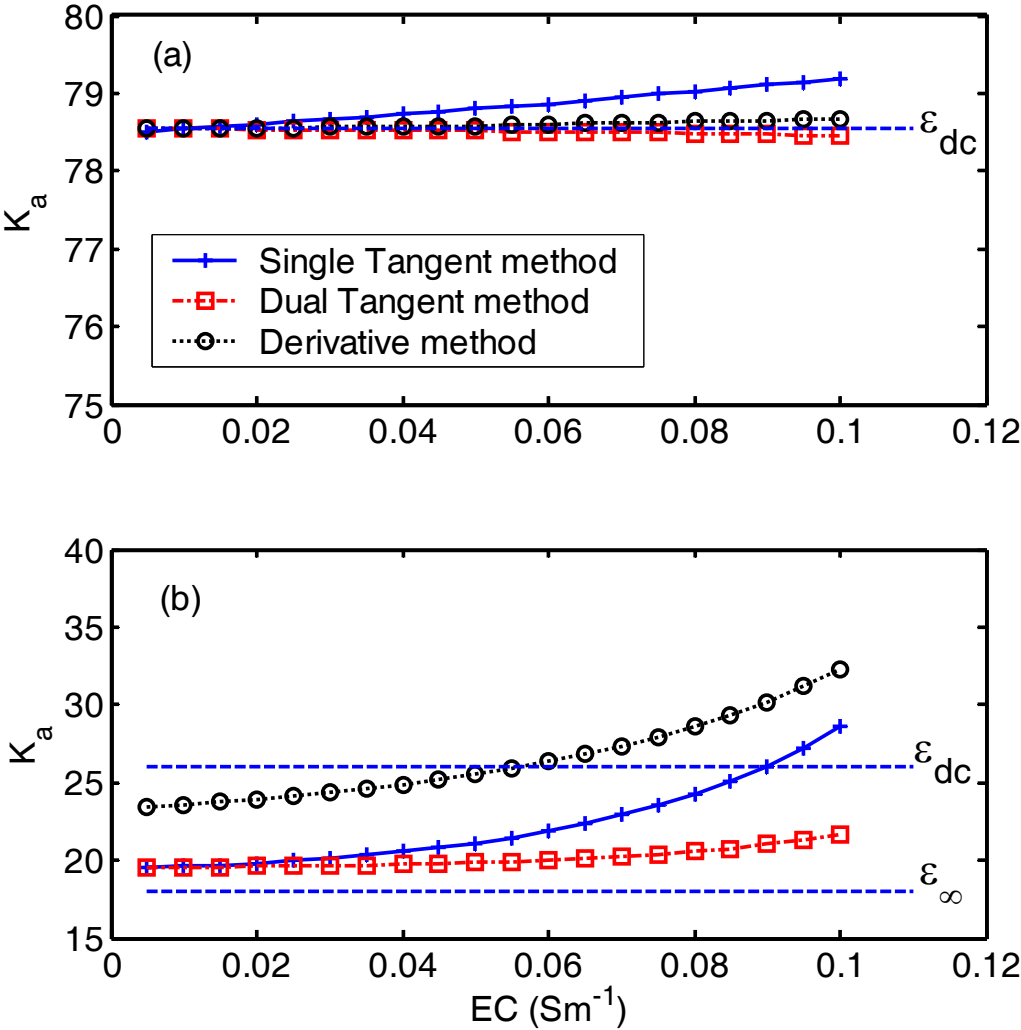 (a)
80
79
78
77
76
75
K_a
ε_dc
Single Tangent method
Dual Tangent method
Derivative method
0 0.02 0.04 0.06 0.08 0.1 0.12
(b)
40
35
30
25
20
15
K_a
ε_dc
ε_∞
0 0.02 0.04 0.06 0.08 0.1 0.12
EC (Sm⁻¹)